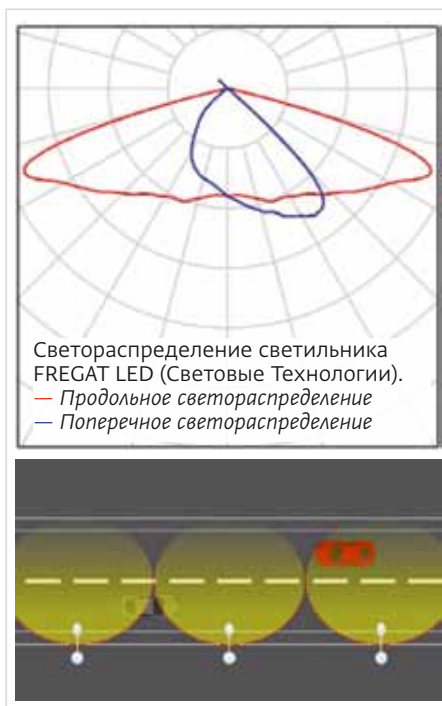 Светораспределение светильника
FREGAT LED (Световые Технологии).
— Продольное светораспределение
— Поперечное светораспределение